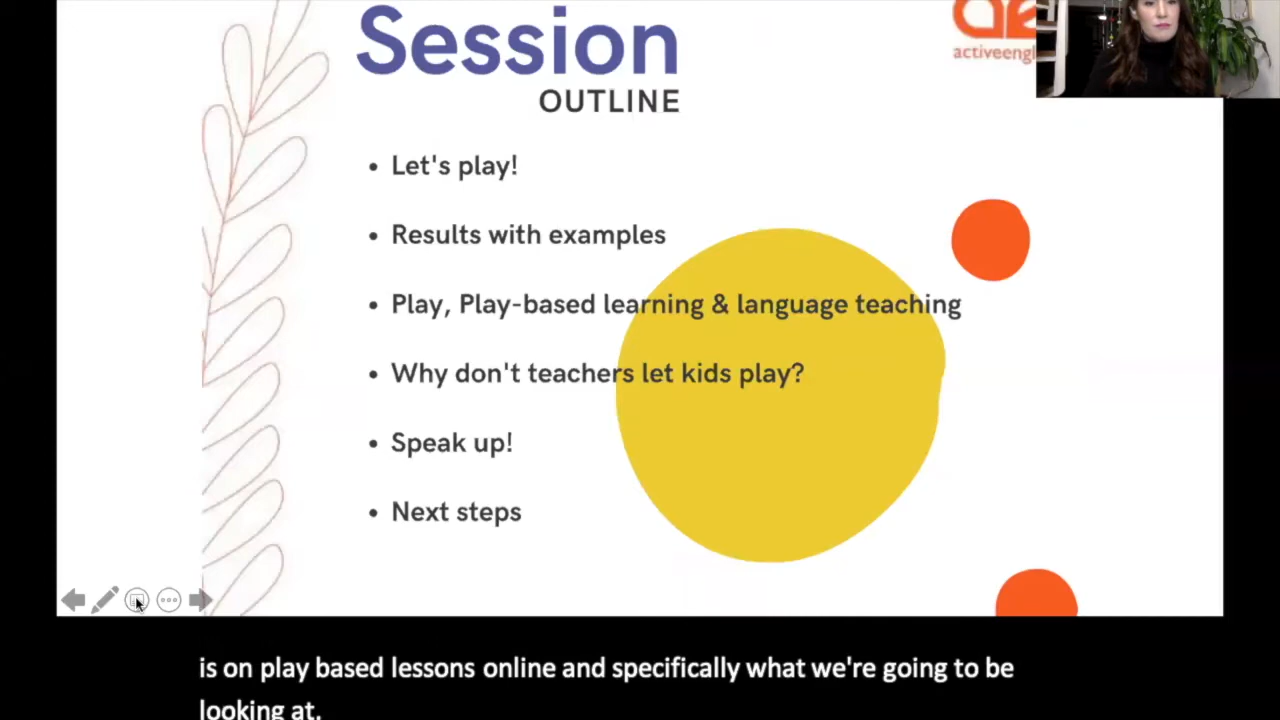 Session
OUTLINE
activeengl
• Let's play!
• Results with examples
• Play, Play-based learning & language teaching
• Why don't teachers let kids play?
• Speak up!
• Next steps
is on play based lessons online and specifically what we're going to be
looking at.